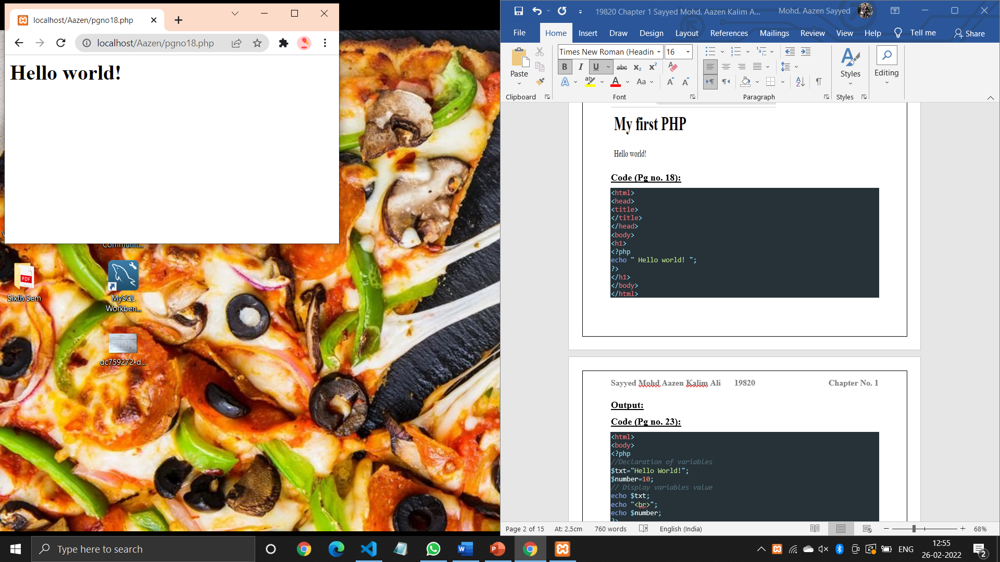 localhost/Aazen/pgno18.php
localhost/Aazen/pgno18.php
Hello world!
Communit...
Sixth Sem
PDF
MySQL
Workben...
dc759272-d...
19820 Chapter 1 Sayyed Mohd. Aazen Kalim A...
Mohd. Aazen Sayyed
File Home Insert Draw Design Layout References Mailings Review View Help Tell me Share
Paste
Clipboard
Times New Roman (Headin 16
B I U abc x₂ x²
A A Aa A A
Font
Paragraph
Styles
Styles
Editing
My first PHP
Hello world!
Code (Pg no. 18):
<html>
<head>
<title>
</title>
</head>
<body>
<h1>
<?php
echo " Hello world! ";
?>
</h1>
</body>
</html>
Sayyed Mohd Aazen Kalim Ali 19820 Chapter No. 1
Output:
Code (Pg no. 23):
<html>
<body>
<?php
//Declaration of variables
$txt="Hello World!";
$number=10;
// Display variables value
echo $txt;
echo "<br>";
echo $number;
?>
Page 2 of 15 At: 2.5cm 760 words English (India) 68%
Type here to search
ENG
12:55
26-02-2022
2